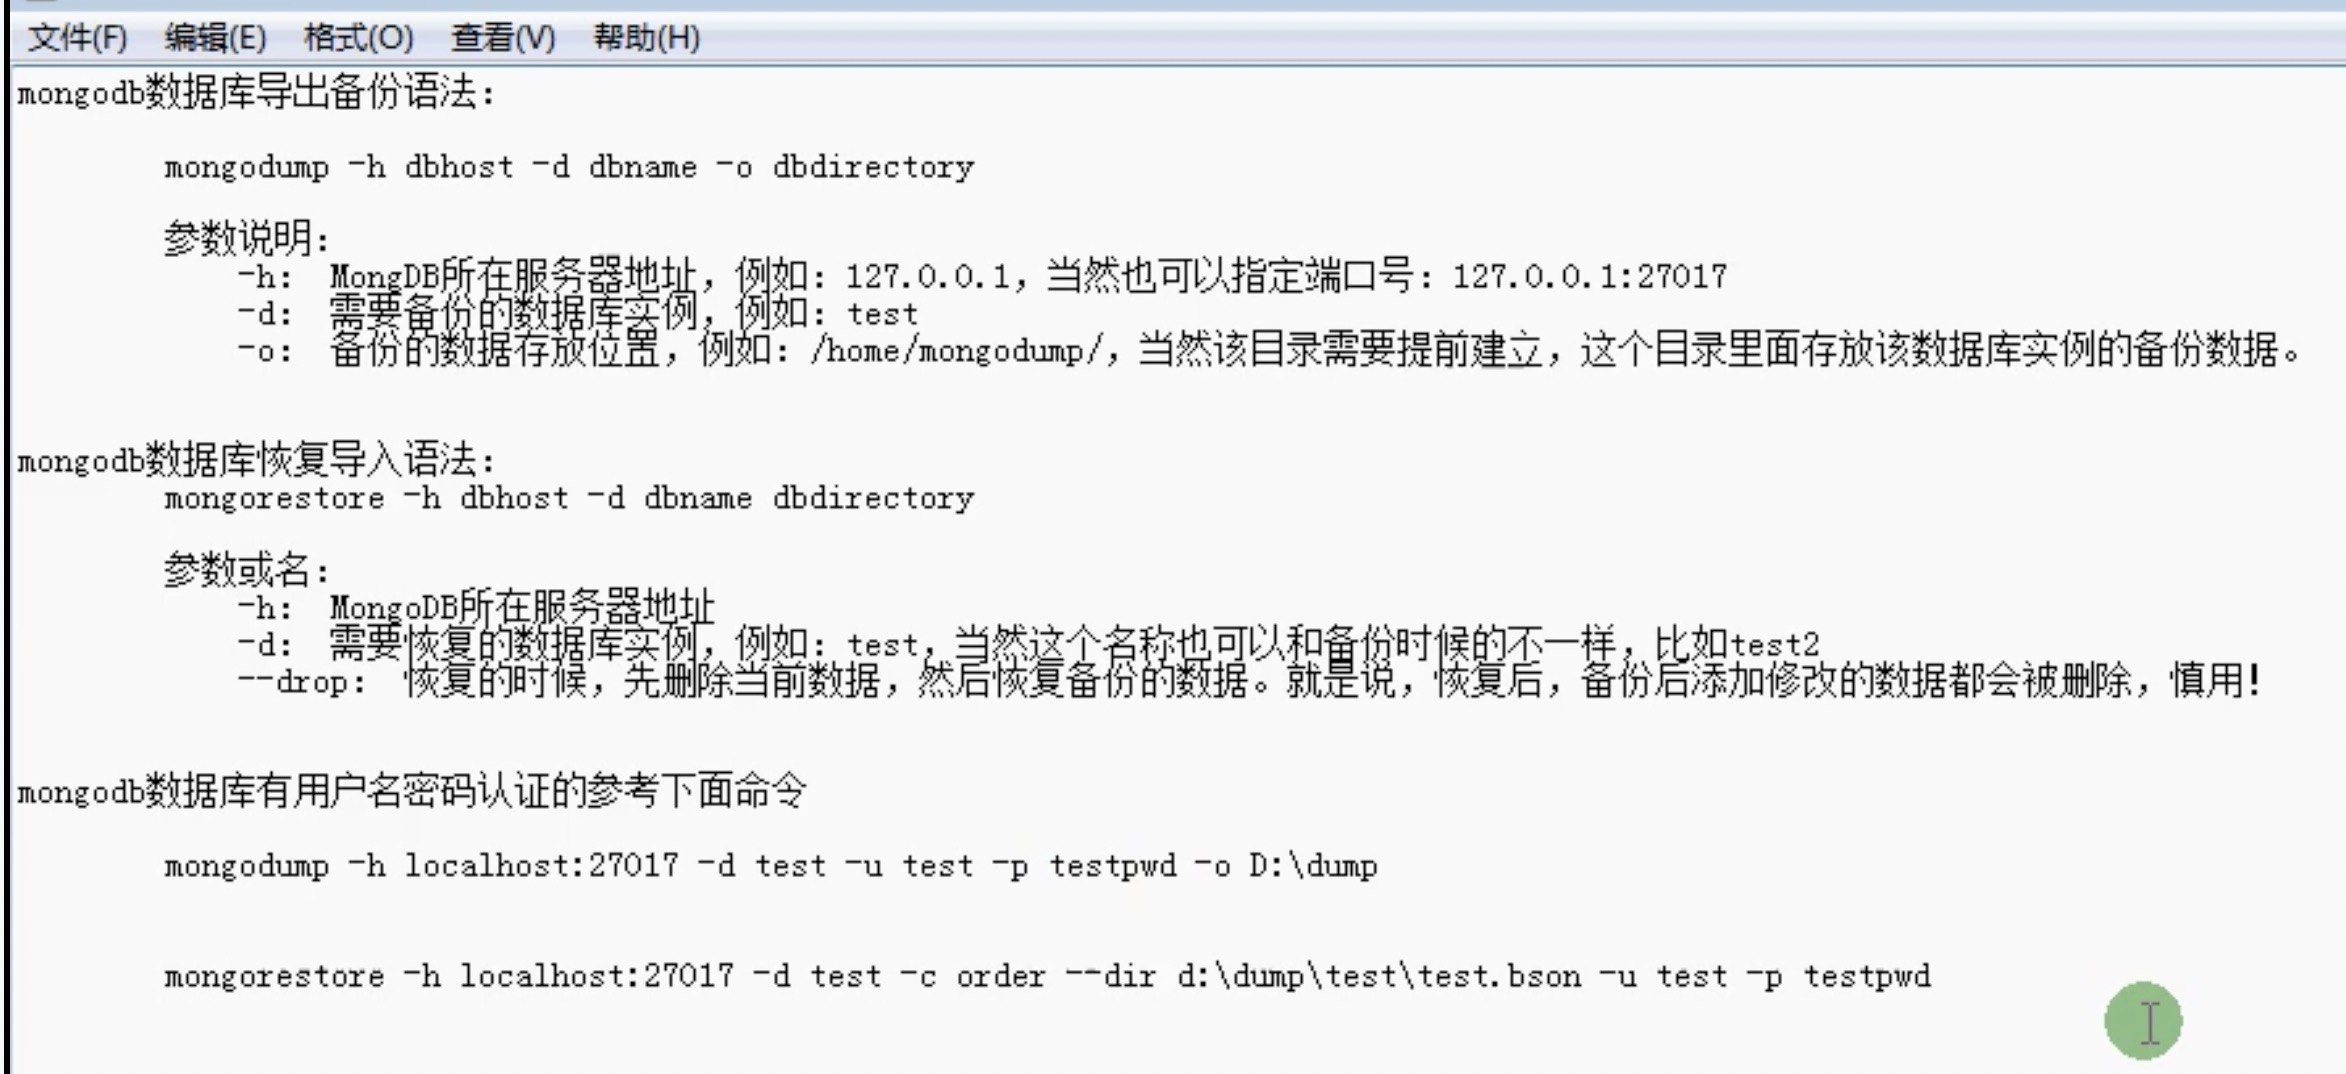 文件(F) 编辑(E) 格式(O) 查看(V) 帮助(H)
mongodb数据库导出备份语法：
mongodump -h dbhost -d dbname -o dbdirectory
参数说明：
-h： MongDB所在服务器地址，例如：127.0.0.1，当然也可以指定端口号：127.0.0.1:27017
-d： 需要备份的数据库实例，例如：test
-o： 备份的数据存放位置，例如：/home/mongodump/，当然该目录需要提前建立，这个目录里面存放该数据库实例的备份数据。
mongodb数据库恢复导入语法：
mongorestore -h dbhost -d dbname dbdirectory
参数或名：
-h： MongoDB所在服务器地址
-d： 需要恢复的数据库实例，例如：test，当然这个名称也可以和备份时候的不一样，比如test2
--drop： 恢复的时候，先删除当前数据，然后恢复备份的数据。就是说，恢复后，备份后添加修改的数据都会被删除，慎用！
mongodb数据库有用户名密码认证的参考下面命令
mongodump -h localhost:27017 -d test -u test -p testpwd -o D:\dump
mongorestore -h localhost:27017 -d test -c order --dir d:\dump\test\test.bson -u test -p testpwd